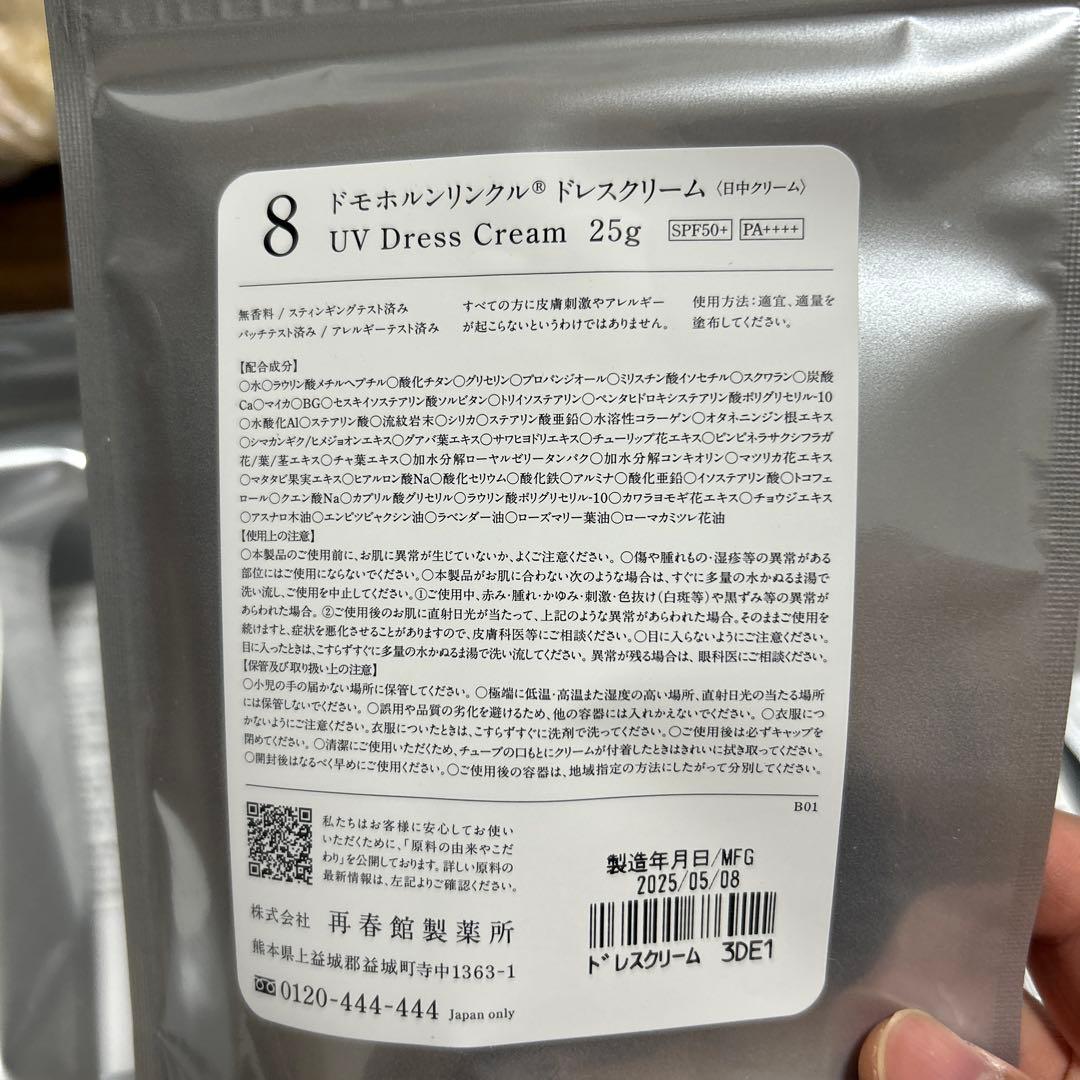 8
ドモホルンリンクル® ドレスクリーム〈日中クリーム〉
UV Dress Cream 25g SPF50+ PA++++
無香料 / スティンギングテスト済み
パッチテスト済み / アレルギーテスト済み
すべての方に皮膚刺激やアレルギー
が起こらないというわけではありません。
使用方法：適宜、適量を
塗布してください。
【配合成分】
○水○ラウリン酸メチルヘプチル○酸化チタン○グリセリン○プロパンジオール○ミリスチン酸イソセチル○スクワラン○炭酸
Ca○マイカ○BG○セスキイソステアリン酸ソルビタン○トリイソステアリン○ペンタヒドロキシステアリン酸ポリグリセリル-10
○水酸化Al○ステアリン酸○流紋岩末○シリカ○ステアリン酸亜鉛○水溶性コラーゲン○オタネニンジン根エキス
○シマカンギク/ヒメジョオンエキス○グアバ葉エキス○サワヒヨドリエキス○チューリップ花エキス○ピンピネラサクシフラガ
花/葉/茎エキス○チャ葉エキス○加水分解ローヤルゼリータンパク○加水分解コンキオリン○マツリカ花エキス
○マタタビ果実エキス○ヒアルロン酸Na○酸化セリウム○酸化鉄○アルミナ○酸化亜鉛○イソステアリン酸○トコフェ
ロール○クエン酸Na○カプリル酸グリセリル○ラウリン酸ポリグリセリル-10○カワラヨモギ花エキス○チョウジエキス
○アスナロ木油○エンピツビャクシン油○ラベンダー油○ローズマリー葉油○ローマカミツレ花油
【使用上の注意】
○本製品のご使用前に、お肌に異常が生じていないか、よくご注意ください。○傷や腫れもの・湿疹等の異常がある
部位にはご使用にならないでください。○本製品がお肌に合わない次のような場合は、すぐに多量の水かぬるま湯で
洗い流し、ご使用を中止してください。①ご使用中、赤み・腫れ・かゆみ・刺激・色抜け（白斑等）や黒ずみ等の異常が
あらわれた場合。②ご使用後のお肌に直射日光が当たって、上記のような異常があらわれた場合。そのままご使用を
続けますと、症状を悪化させることがありますので、皮膚科医等にご相談ください。○目に入らないようにご注意ください。
目に入ったときは、こすらずすぐに多量の水かぬるま湯で洗い流してください。異常が残る場合は、眼科医にご相談ください。
【保管及び取り扱い上の注意】
○小児の手の届かない場所に保管してください。○極端に低温・高温また湿度の高い場所、直射日光の当たる場所
には保管しないでください。○誤用や品質の劣化を避けるため、他の容器には入れかえないでください。○衣服につ
かないようにご注意ください。衣服についたときは、こすらずすぐに洗剤で洗ってください。○ご使用後は必ずキャップを
閉めてください。○清潔にご使用いただくため、チューブの口もとにクリームが付着したときはきれいに拭き取ってください。
○開封後はなるべく早めにご使用ください。○ご使用後の容器は、地域指定の方法にしたがって分別してください。
B01
私たちはお客様に安心してお使い
いただくために、「原料の由来やこだ
わり」を公開しております。詳しい原料の
最新情報は、左記よりご確認ください。
株式会社 再春館製薬所
熊本県上益城郡益城町寺中1363-1
0120-444-444 Japan only
製造年月日/MFG
2025/05/08
ドレスクリーム 3DE1